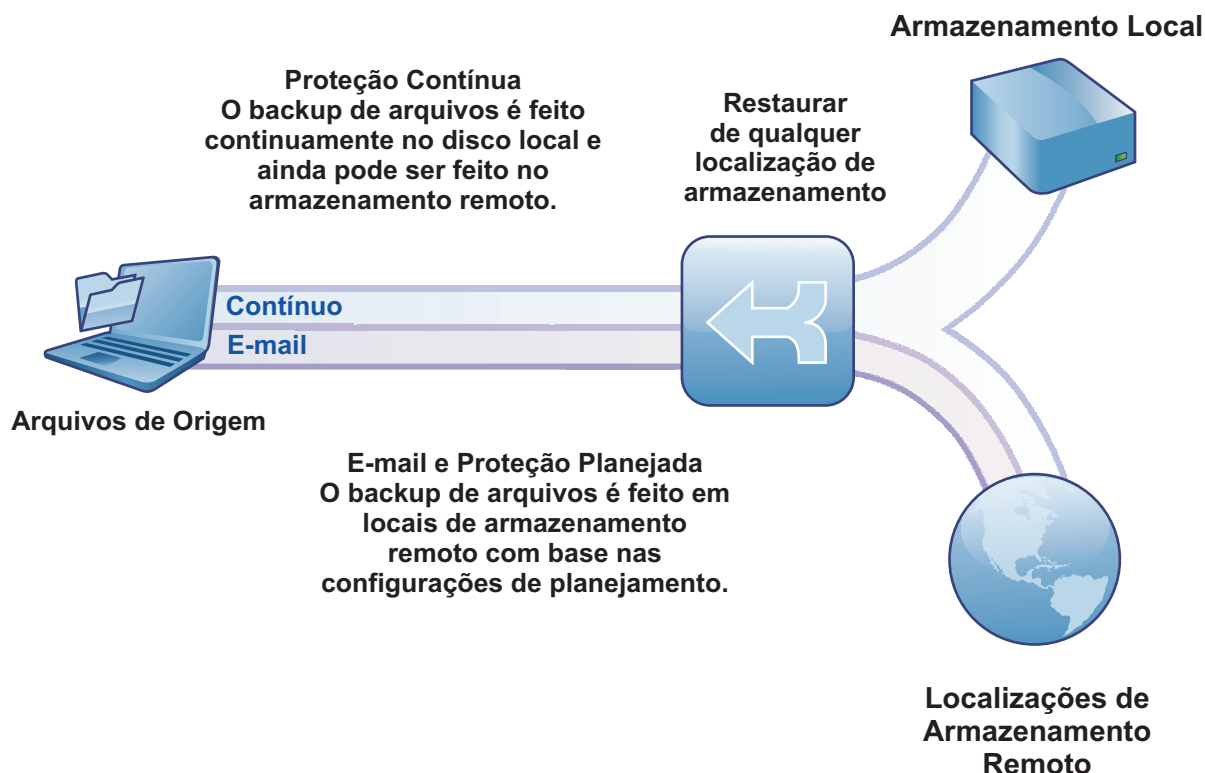 Armazenamento Local
Proteção Contínua
O backup de arquivos é feito
continuamente no disco local e
ainda pode ser feito no
armazenamento remoto.
Restaurar
de qualquer
localização de
armazenamento
Contínuo
E-mail
Arquivos de Origem
E-mail e Proteção Planejada
O backup de arquivos é feito em
locais de armazenamento
remoto com base nas
configurações de planejamento.
Localizações de
Armazenamento
Remoto